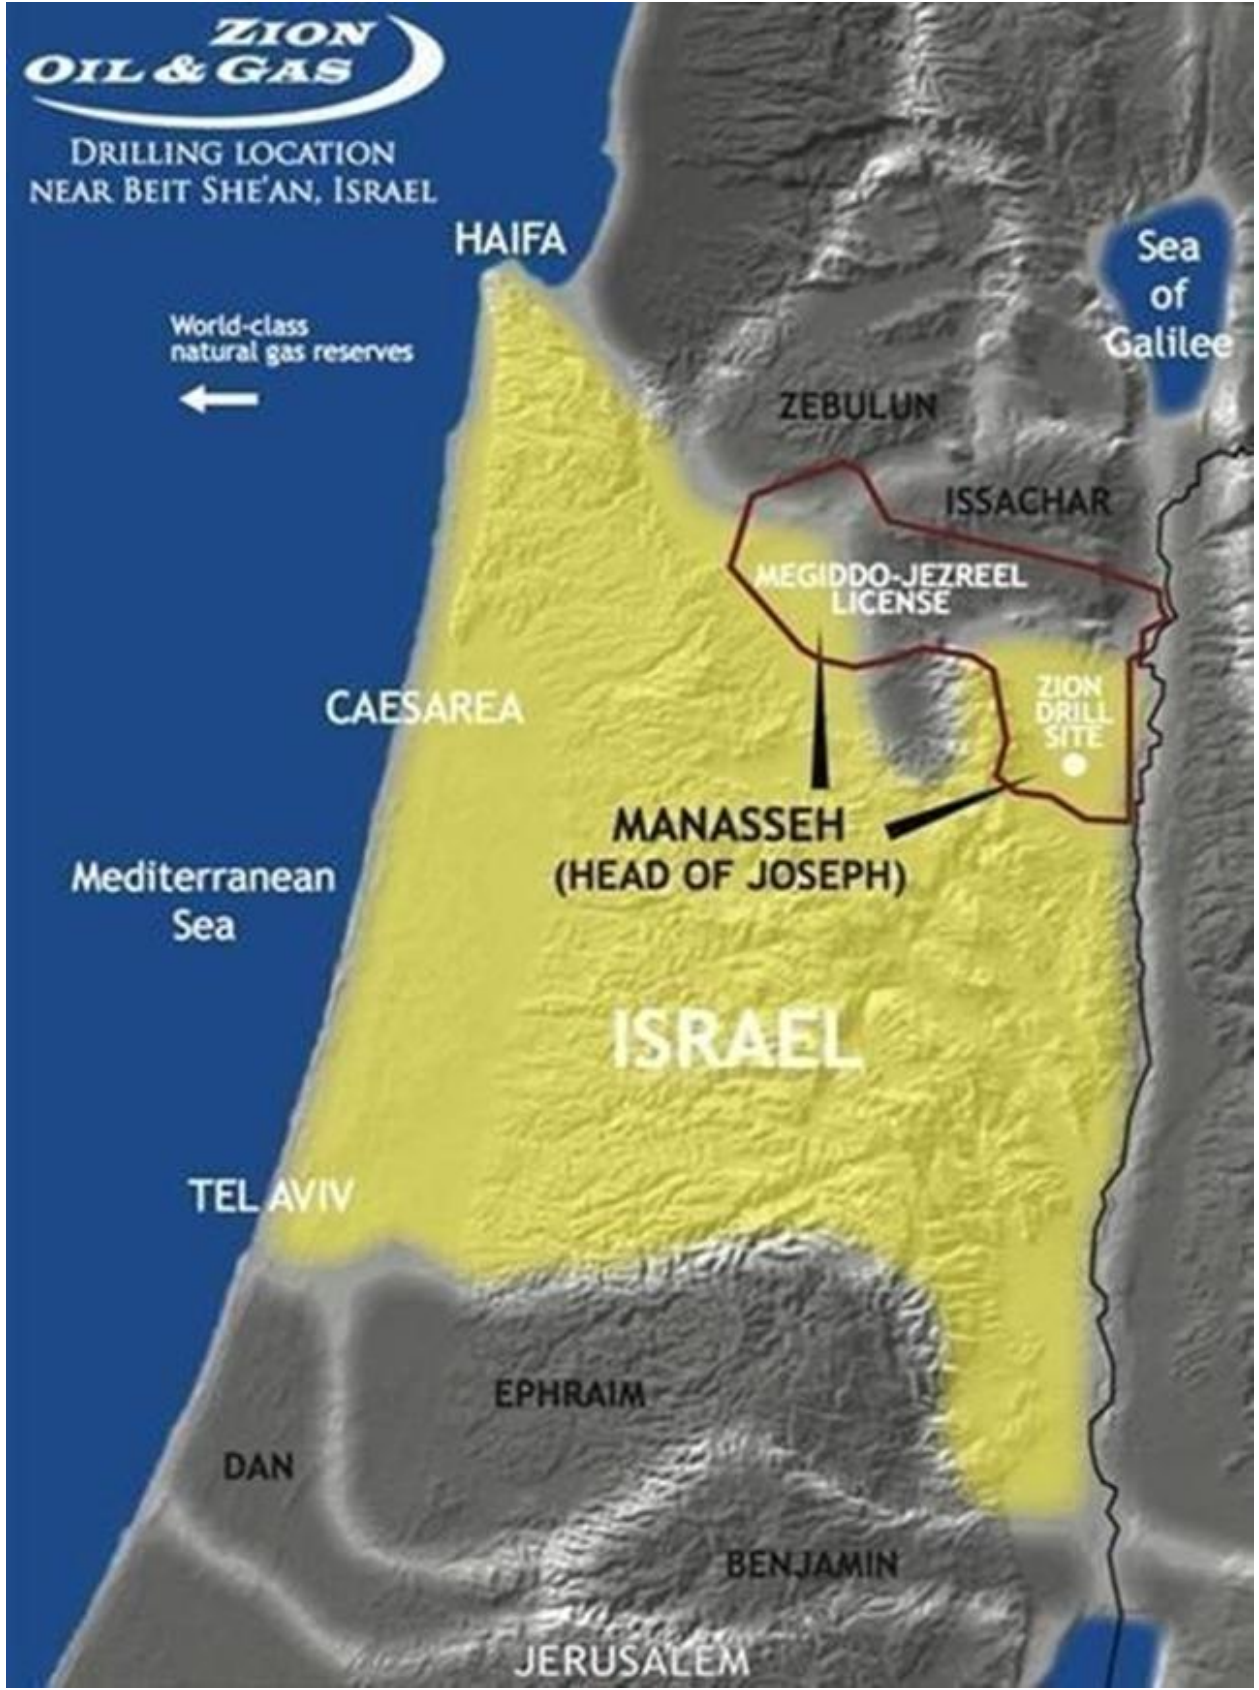 ZION
OIL & GAS
DRILLING LOCATION
NEAR BEIT SHE'AN, ISRAEL
HAIFA
Sea
of
Galilee
World-class
natural gas reserves
ZEBULUN
ISSACHAR
MEGIDDO-JEZREEL
LICENSE
ZION
DRILL
SITE
CAESAREA
MANASSEH
(HEAD OF JOSEPH)
Mediterranean
Sea
ISRAEL
TEL AVIV
EPHRAIM
DAN
BENJAMIN
JERUSALEM